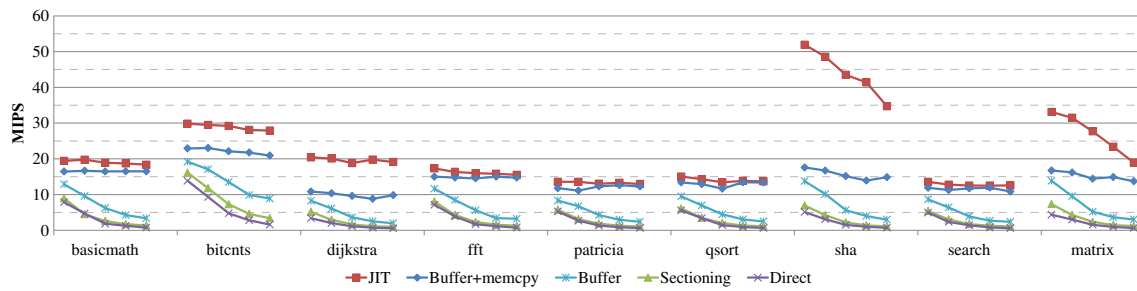 60
50
40
30
20
10
0
MIPS
basicmath bitcnts dijkstra fft patricia qsort sha search matrix
JIT Buffer+memcpy Buffer Sectioning Direct